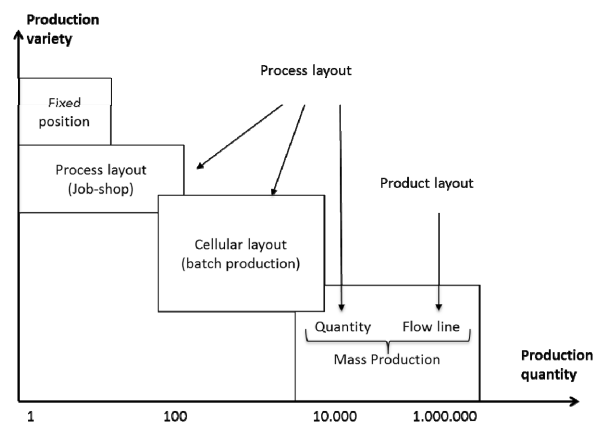 Production
variety
Process layout
Fixed
position
Process layout
(Job-shop)
Product layout
Cellular layout
(batch production)
Quantity
Flow line
Mass Production
Production
quantity
1
100
10.000
1.000.000